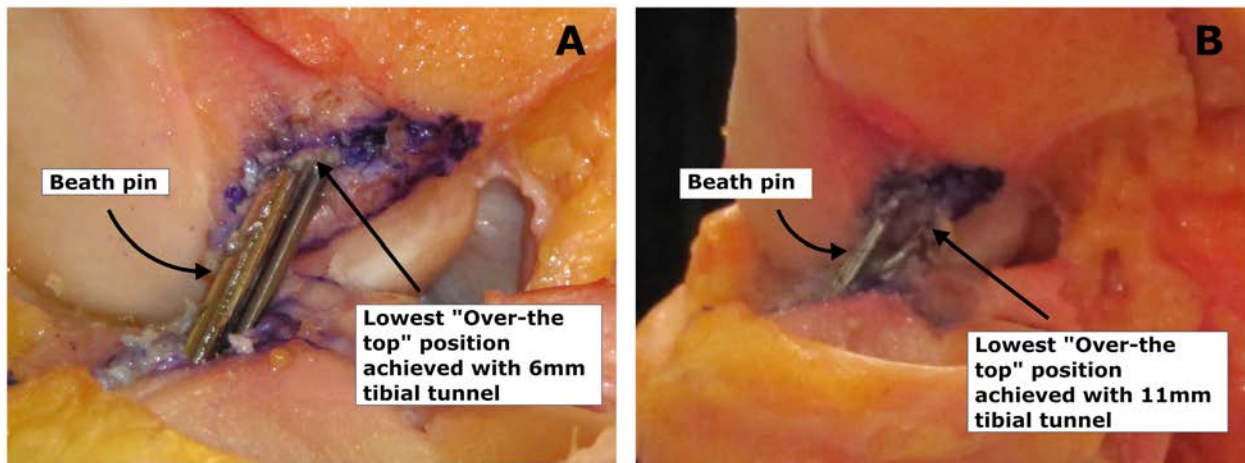 A
Beath pin
Lowest "Over-the
top" position
achieved with 6mm
tibial tunnel
B
Beath pin
Lowest "Over-the
top" position
achieved with 11mm
tibial tunnel